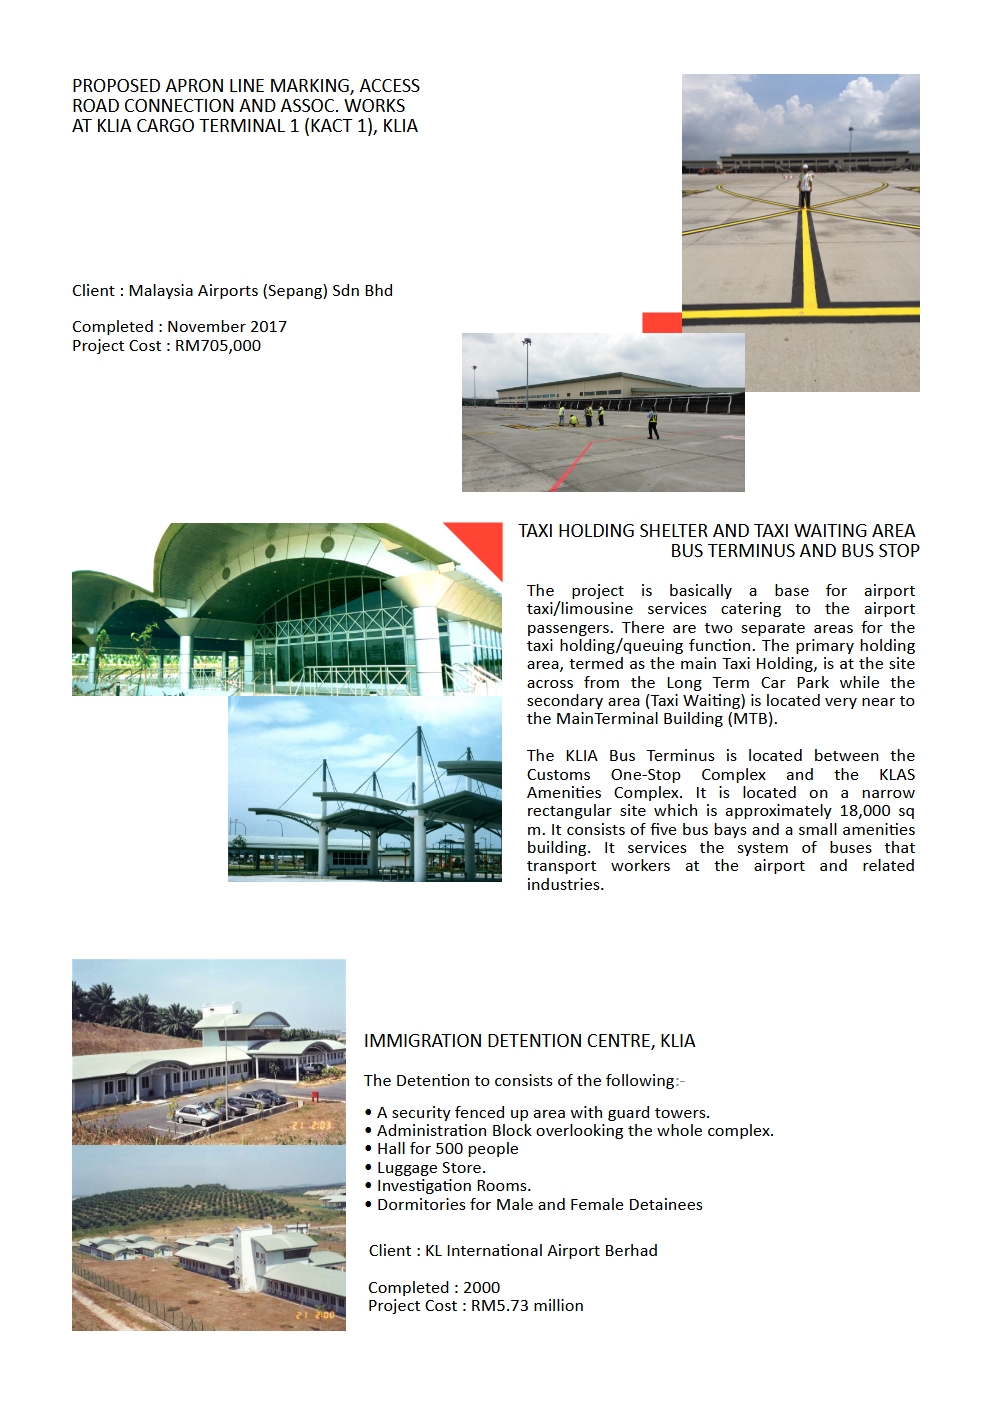 PROPOSED APRON LINE MARKING, ACCESS
ROAD CONNECTION AND ASSOC. WORKS
AT KLIA CARGO TERMINAL 1 (KACT 1), KLIA
Client : Malaysia Airports (Sepang) Sdn Bhd
Completed : November 2017
Project Cost : RM705,000
TAXI HOLDING SHELTER AND TAXI WAITING AREA
BUS TERMINUS AND BUS STOP
The project is basically a base for airport
taxi/limousine services catering to the airport
passengers. There are two separate areas for the
taxi holding/queuing function. The primary holding
area, termed as the main Taxi Holding, is at the site
across from the Long Term Car Park while the
secondary area (Taxi Waiting) is located very near to
the MainTerminal Building (MTB).
The KLIA Bus Terminus is located between the
Customs One-Stop Complex and the KLAS
Amenities Complex. It is located on a narrow
rectangular site which is approximately 18,000 sq
m. It consists of five bus bays and a small amenities
building. It services the system of buses that
transport workers at the airport and related
industries.
IMMIGRATION DETENTION CENTRE, KLIA
The Detention to consists of the following:-
• A security fenced up area with guard towers.
• Administration Block overlooking the whole complex.
• Hall for 500 people
• Luggage Store.
• Investigation Rooms.
• Dormitories for Male and Female Detainees
Client : KL International Airport Berhad
Completed : 2000
Project Cost : RM5.73 million
21 2:03
21 2:00